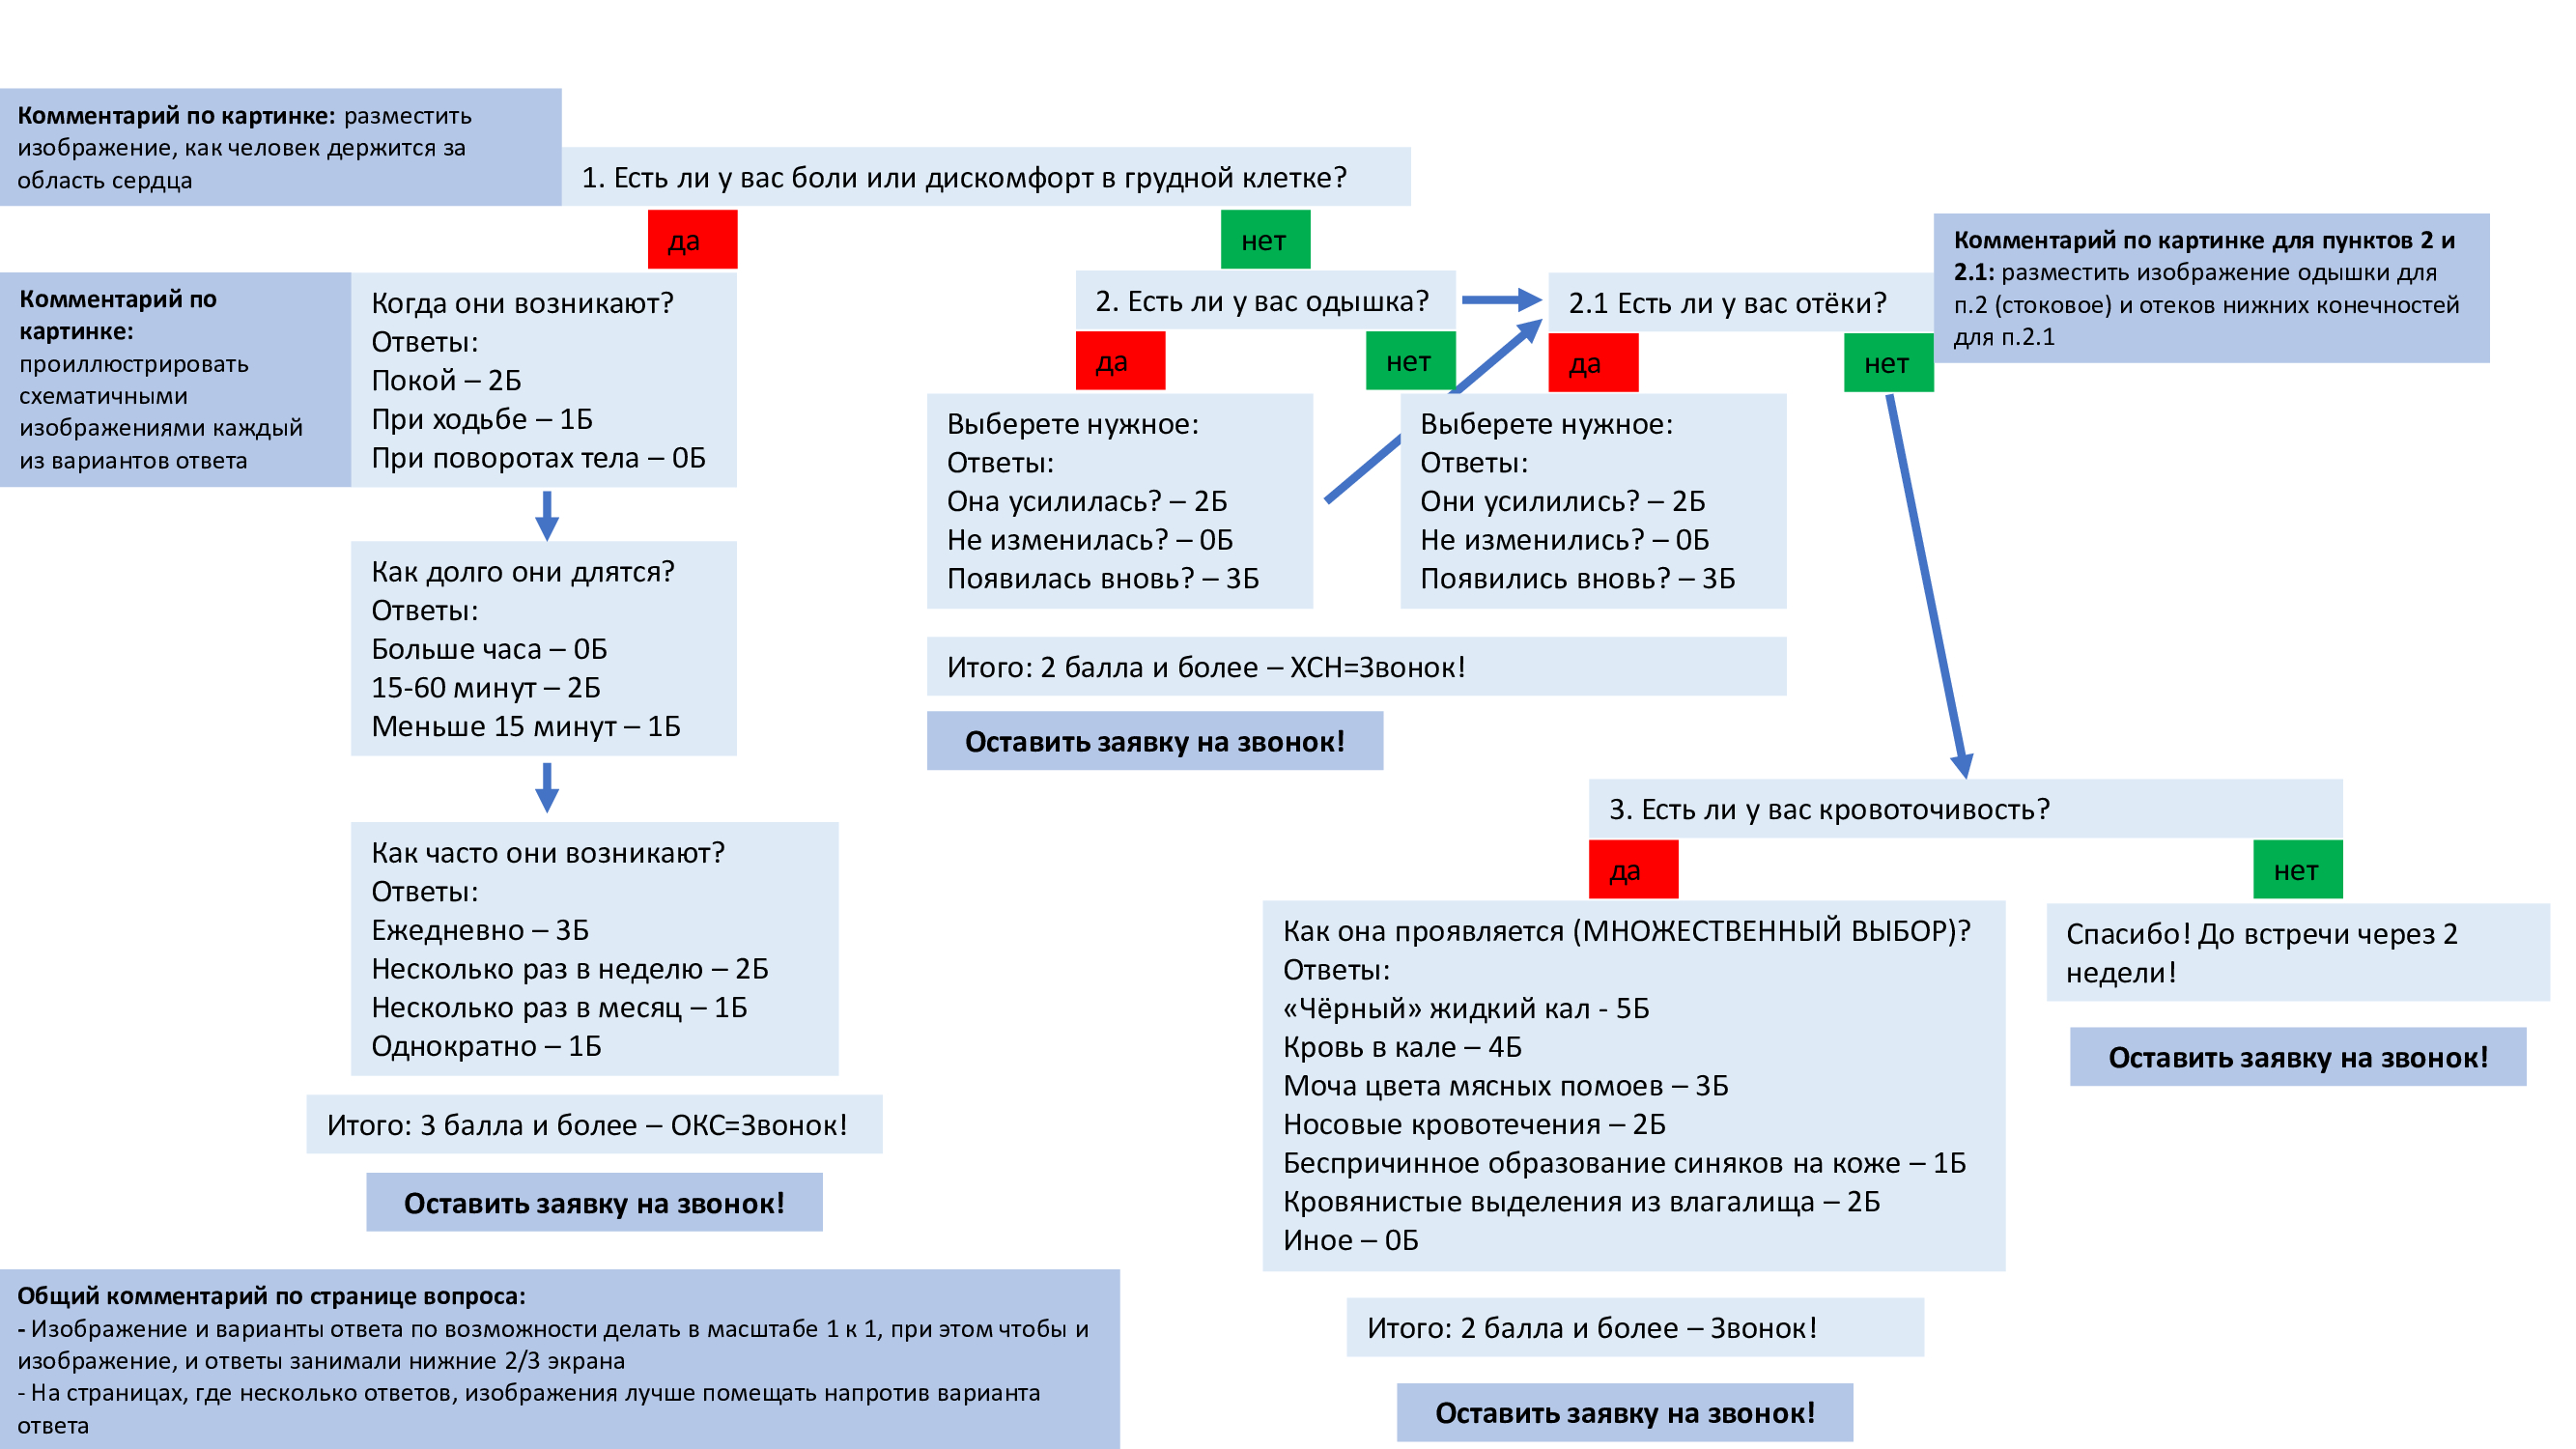 Комментарий по картинке: разместить
изображение, как человек держится за
область сердца
1. Есть ли у вас боли или дискомфорт в грудной клетке?
да
нет
Комментарий по
картинке:
проиллюстрировать
схематичными
изображениями каждый
из вариантов ответа
Когда они возникают?
Ответы:
Покой – 2Б
При ходьбе – 1Б
При поворотах тела – 0Б
Как долго они длятся?
Ответы:
Больше часа – 0Б
15-60 минут – 2Б
Меньше 15 минут – 1Б
Как часто они возникают?
Ответы:
Ежедневно – 3Б
Несколько раз в неделю – 2Б
Несколько раз в месяц – 1Б
Однократно – 1Б
Итого: 3 балла и более – ОКС=Звонок!
Оставить заявку на звонок!
2. Есть ли у вас одышка?
да
нет
Выберете нужное:
Ответы:
Она усилилась? – 2Б
Не изменилась? – 0Б
Появилась вновь? – 3Б
2.1 Есть ли у вас отёки?
да
нет
Выберете нужное:
Ответы:
Они усилились? – 2Б
Не изменились? – 0Б
Появились вновь? – 3Б
Комментарий по картинке для пунктов 2 и
2.1: разместить изображение одышки для
п.2 (стоковое) и отеков нижних конечностей
для п.2.1
Итого: 2 балла и более – ХСН=Звонок!
Оставить заявку на звонок!
3. Есть ли у вас кровоточивость?
да
нет
Как она проявляется (МНОЖЕСТВЕННЫЙ ВЫБОР)?
Ответы:
«Чёрный» жидкий кал - 5Б
Кровь в кале – 4Б
Моча цвета мясных помоев – 3Б
Носовые кровотечения – 2Б
Беспричинное образование синяков на коже – 1Б
Кровянистые выделения из влагалища – 2Б
Иное – 0Б
Спасибо! До встречи через 2
недели!
Оставить заявку на звонок!
Итого: 2 балла и более – Звонок!
Оставить заявку на звонок!
Общий комментарий по странице вопроса:
- Изображение и варианты ответа по возможности делать в масштабе 1 к 1, при этом чтобы и
изображение, и ответы занимали нижние 2/3 экрана
- На страницах, где несколько ответов, изображения лучше помещать напротив варианта
ответа